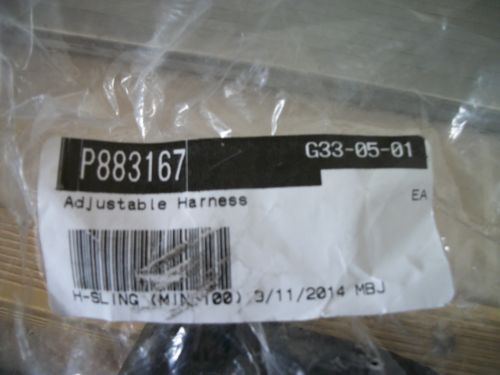 P883167 G33-05-01
Adjustable Harness EA
H-SLING (MIN 100) 3/11/2014 MBJ